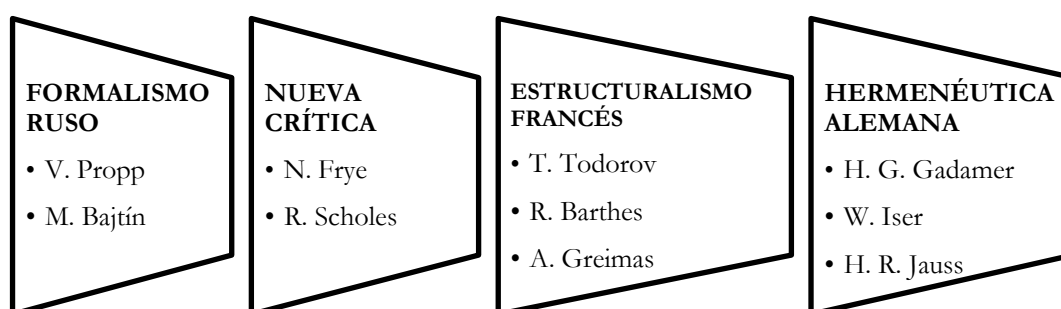 FORMALISMO
RUSO
• V. Propp
• M. Bajtín
NUEVA
CRÍTICA
• N. Frye
• R. Scholes
ESTRUCTURALISMO
FRANCÉS
• T. Todorov
• R. Barthes
• A. Greimas
HERMENÉUTICA
ALEMANA
• H. G. Gadamer
• W. Iser
• H. R. Jauss